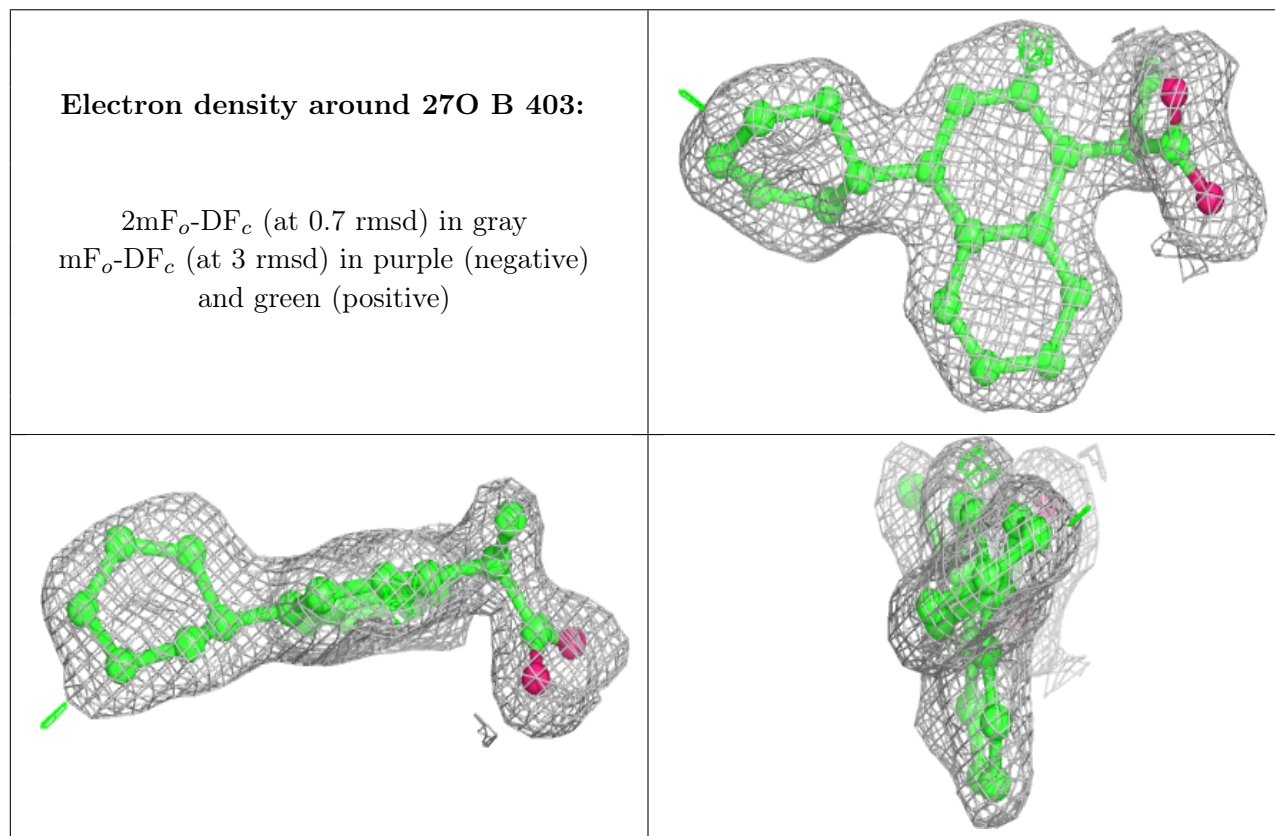 Electron density around 27O B 403:
2mFo-DFc (at 0.7 rmsd) in gray
mFo-DFc (at 3 rmsd) in purple (negative)
and green (positive)